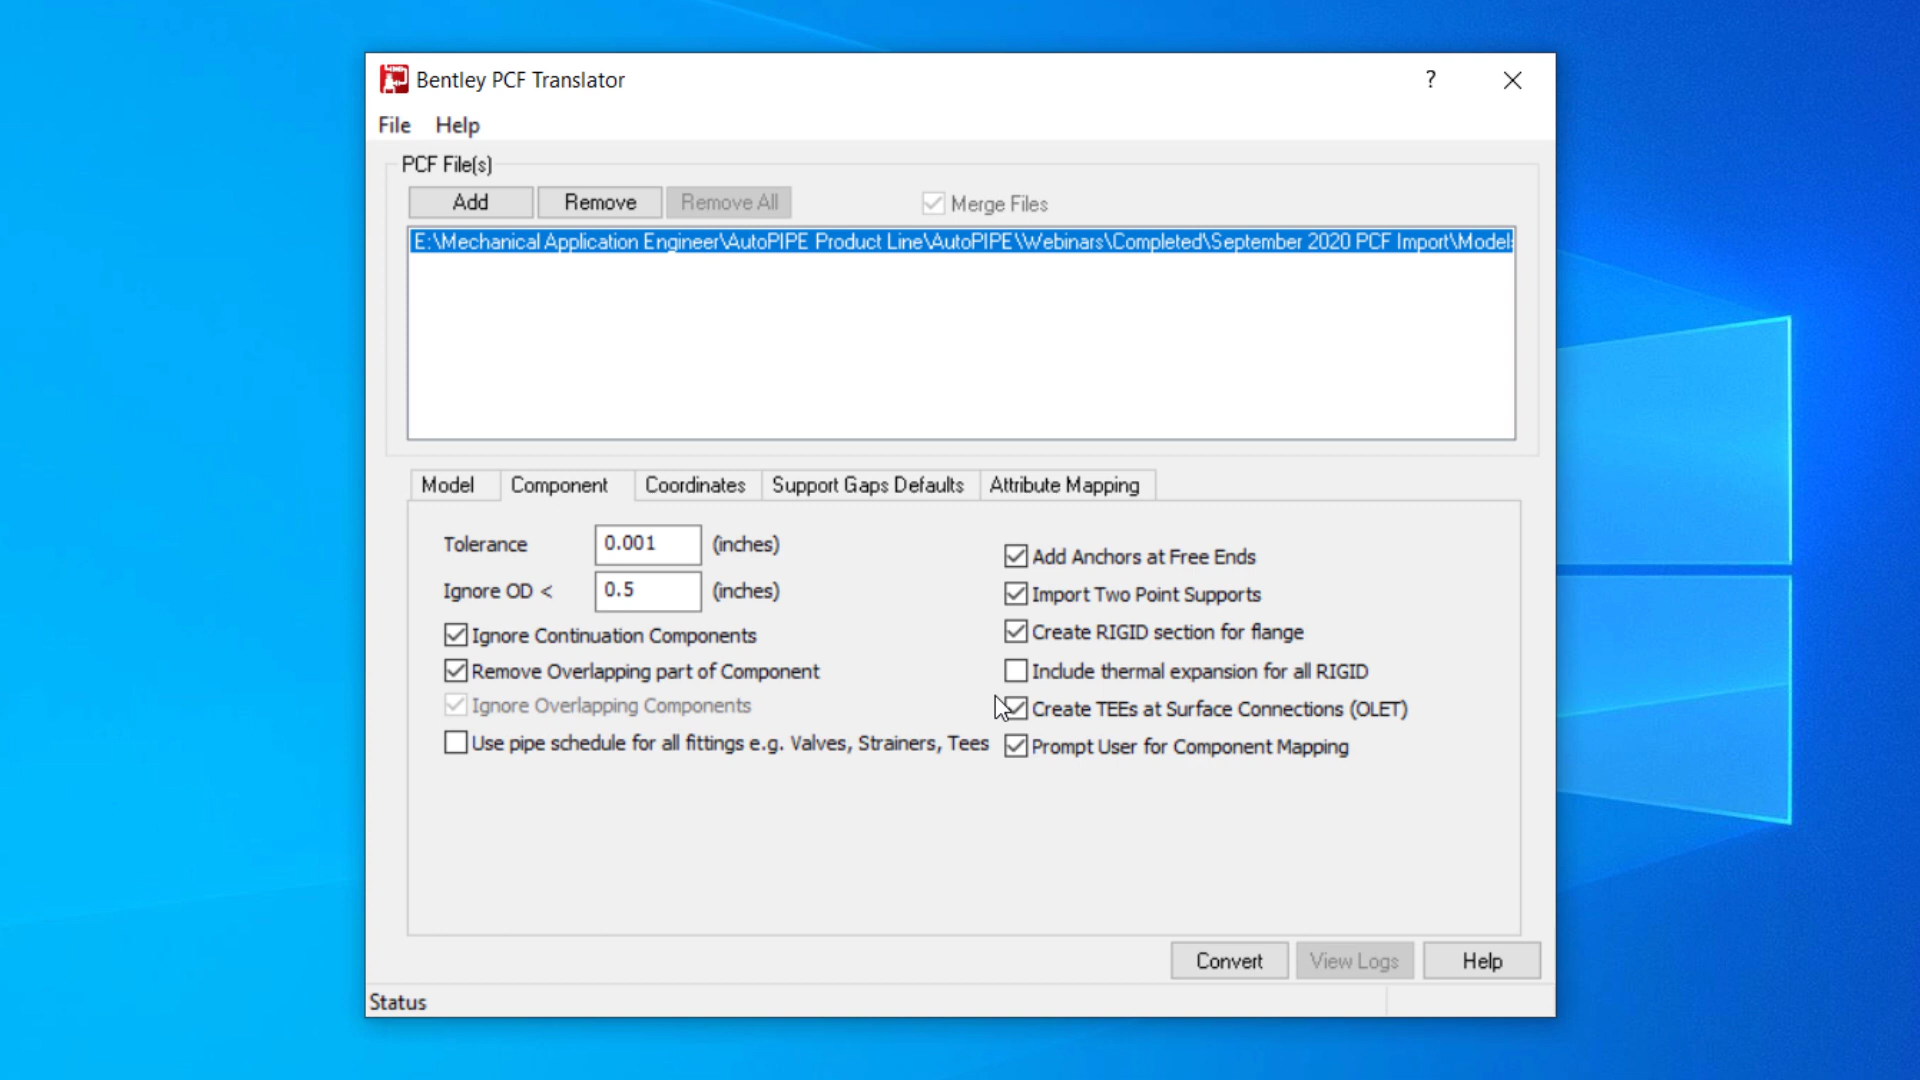 Bentley PCF Translator
?
File Help
PCF File(s)
Add Remove Remove All Merge Files
E:\Mechanical Application Engineer\AutoPIPE Product Line\AutoPIPE\Webinars\Completed\September 2020 PCF Import\Models
Model Component Coordinates Support Gaps Defaults Attribute Mapping
Tolerance 0.001 (inches)
Ignore OD < 0.5 (inches)
Ignore Continuation Components
Remove Overlapping part of Component
Ignore Overlapping Components
Use pipe schedule for all fittings e.g. Valves, Strainers, Tees
Add Anchors at Free Ends
Import Two Point Supports
Create RIGID section for flange
Include thermal expansion for all RIGID
Create TEEs at Surface Connections (OLET)
Prompt User for Component Mapping
Convert View Logs Help
Status